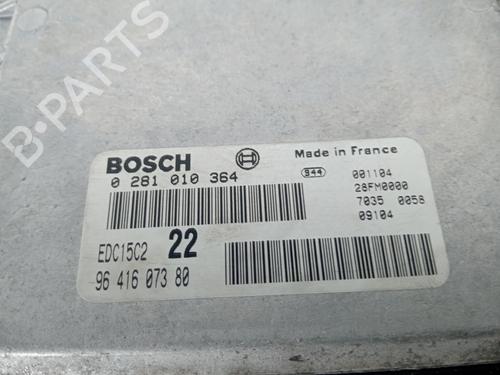 B-PARTS
BOSCH
Made in France
0 281 010 364
944
001104
28FM0000
7035 0058
09104
EDC15C2 22
96 416 073 80